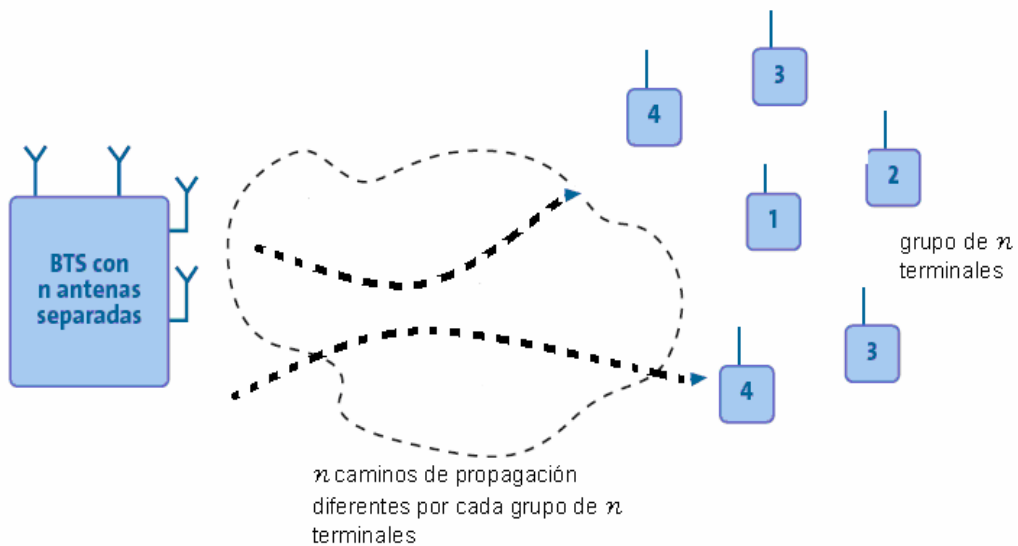 3
4
2
1
BTS con
n antenas
separadas
grupo de n
terminales
3
4
n caminos de propagación
diferentes por cada grupo de n
terminales